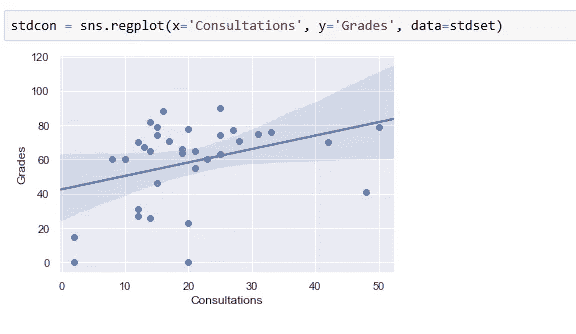 stdcon = sns.regplot(x='Consultations', y='Grades', data=stdset)
120
100
80
60
40
20
0
Grades
0 10 20 30 40 50
Consultations